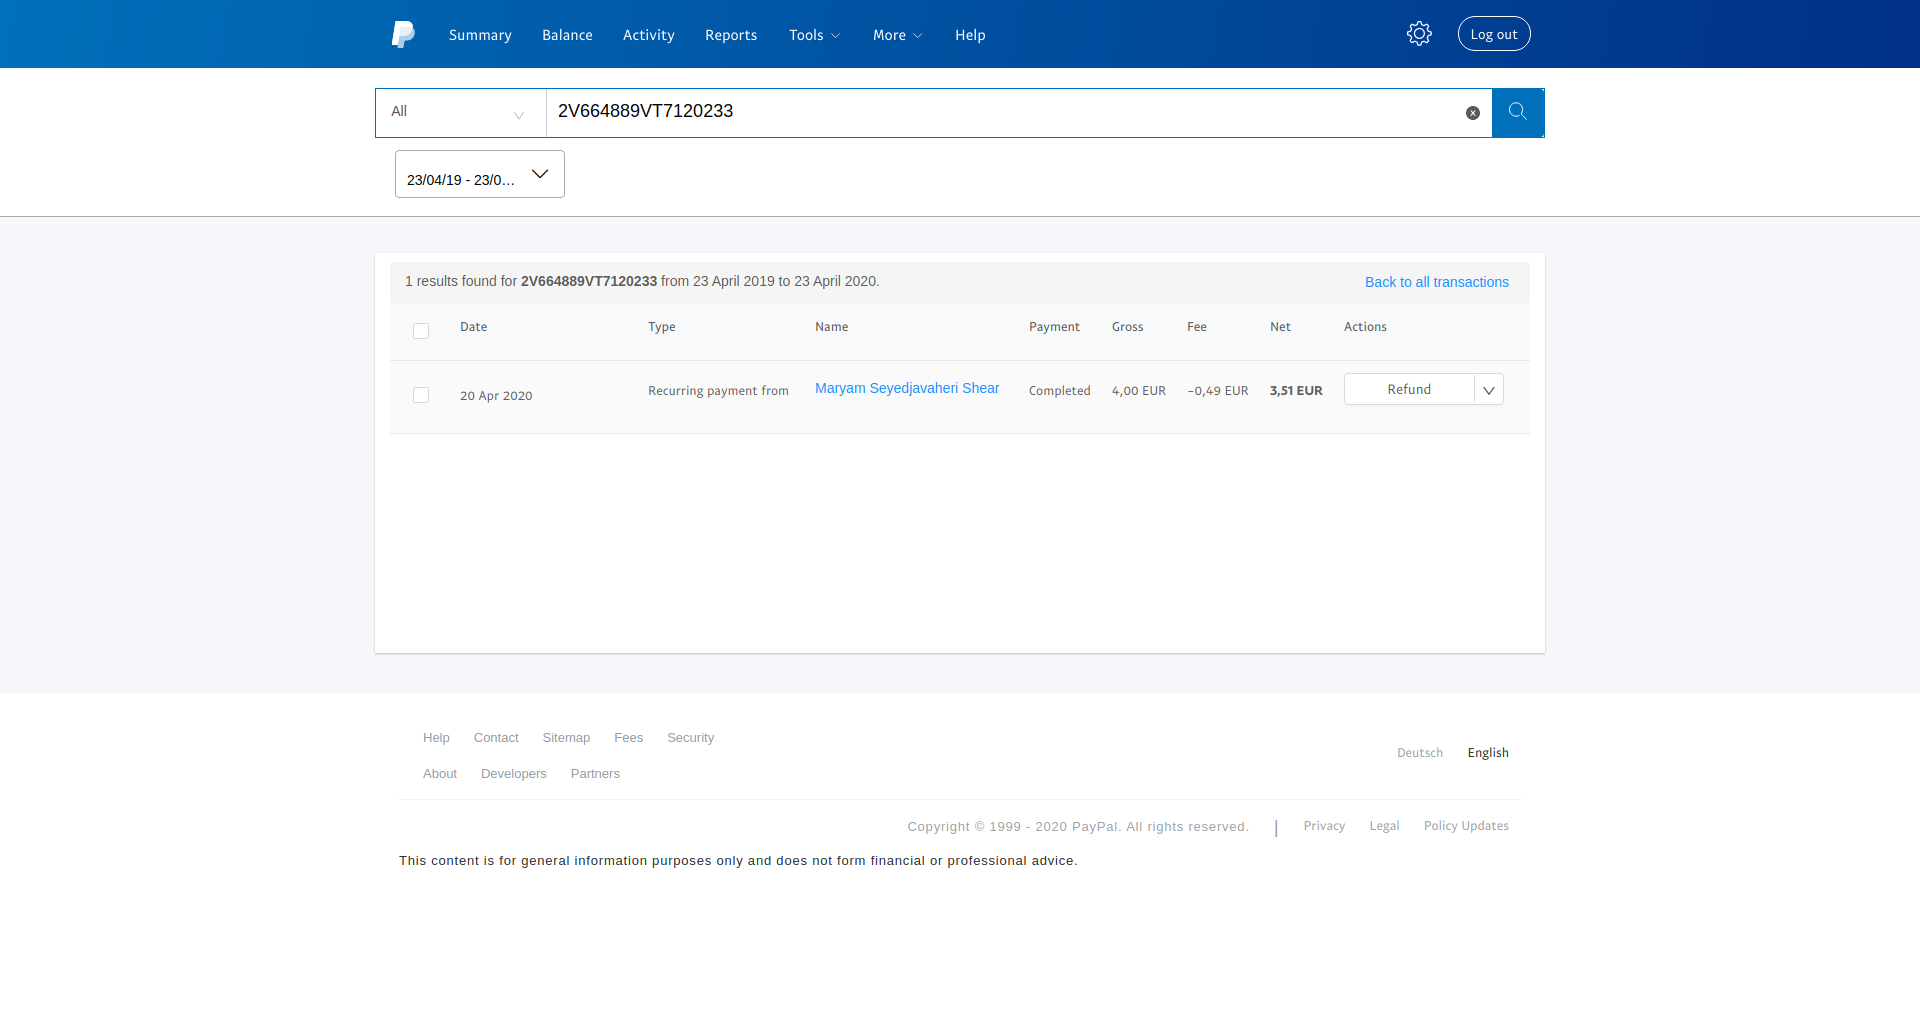 Summary Balance Activity Reports Tools More Help Log out
All 2V664889VT7120233
23/04/19 - 23/0...
1 results found for 2V664889VT7120233 from 23 April 2019 to 23 April 2020. Back to all transactions
Date Type Name Payment Gross Fee Net Actions
20 Apr 2020 Recurring payment from Maryam Seyedjavaheri Shear Completed 4,00 EUR -0,49 EUR 3,51 EUR Refund
Help Contact Sitemap Fees Security
Deutsch English
About Developers Partners
Copyright © 1999 - 2020 PayPal. All rights reserved. | Privacy Legal Policy Updates
This content is for general information purposes only and does not form financial or professional advice.